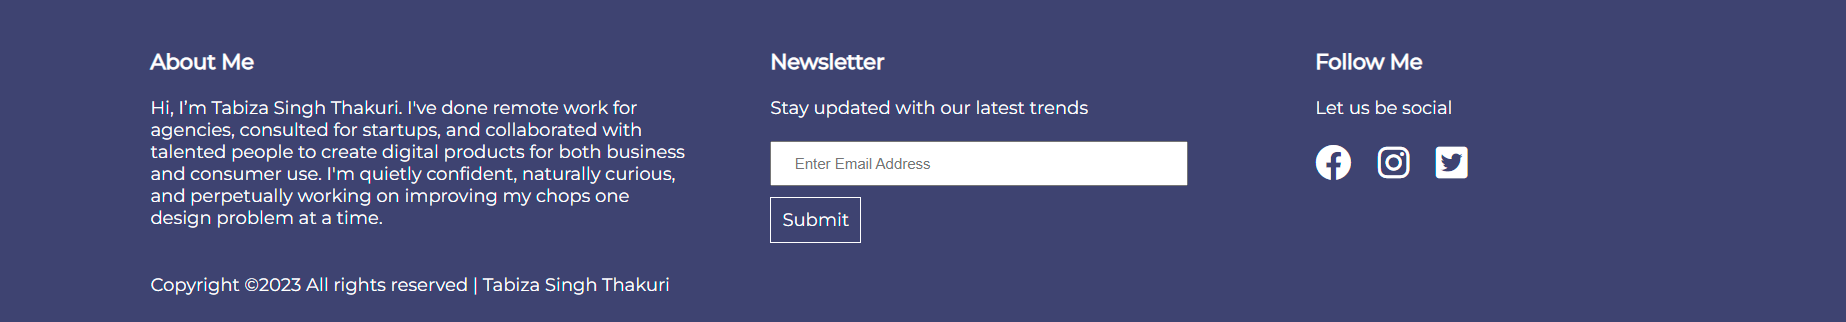 About Me
Hi, I’m Tabiza Singh Thakuri. I've done remote work for
agencies, consulted for startups, and collaborated with
talented people to create digital products for both business
and consumer use. I'm quietly confident, naturally curious,
and perpetually working on improving my chops one
design problem at a time.
Newsletter
Stay updated with our latest trends
Enter Email Address
Submit
Follow Me
Let us be social
Copyright ©2023 All rights reserved | Tabiza Singh Thakuri